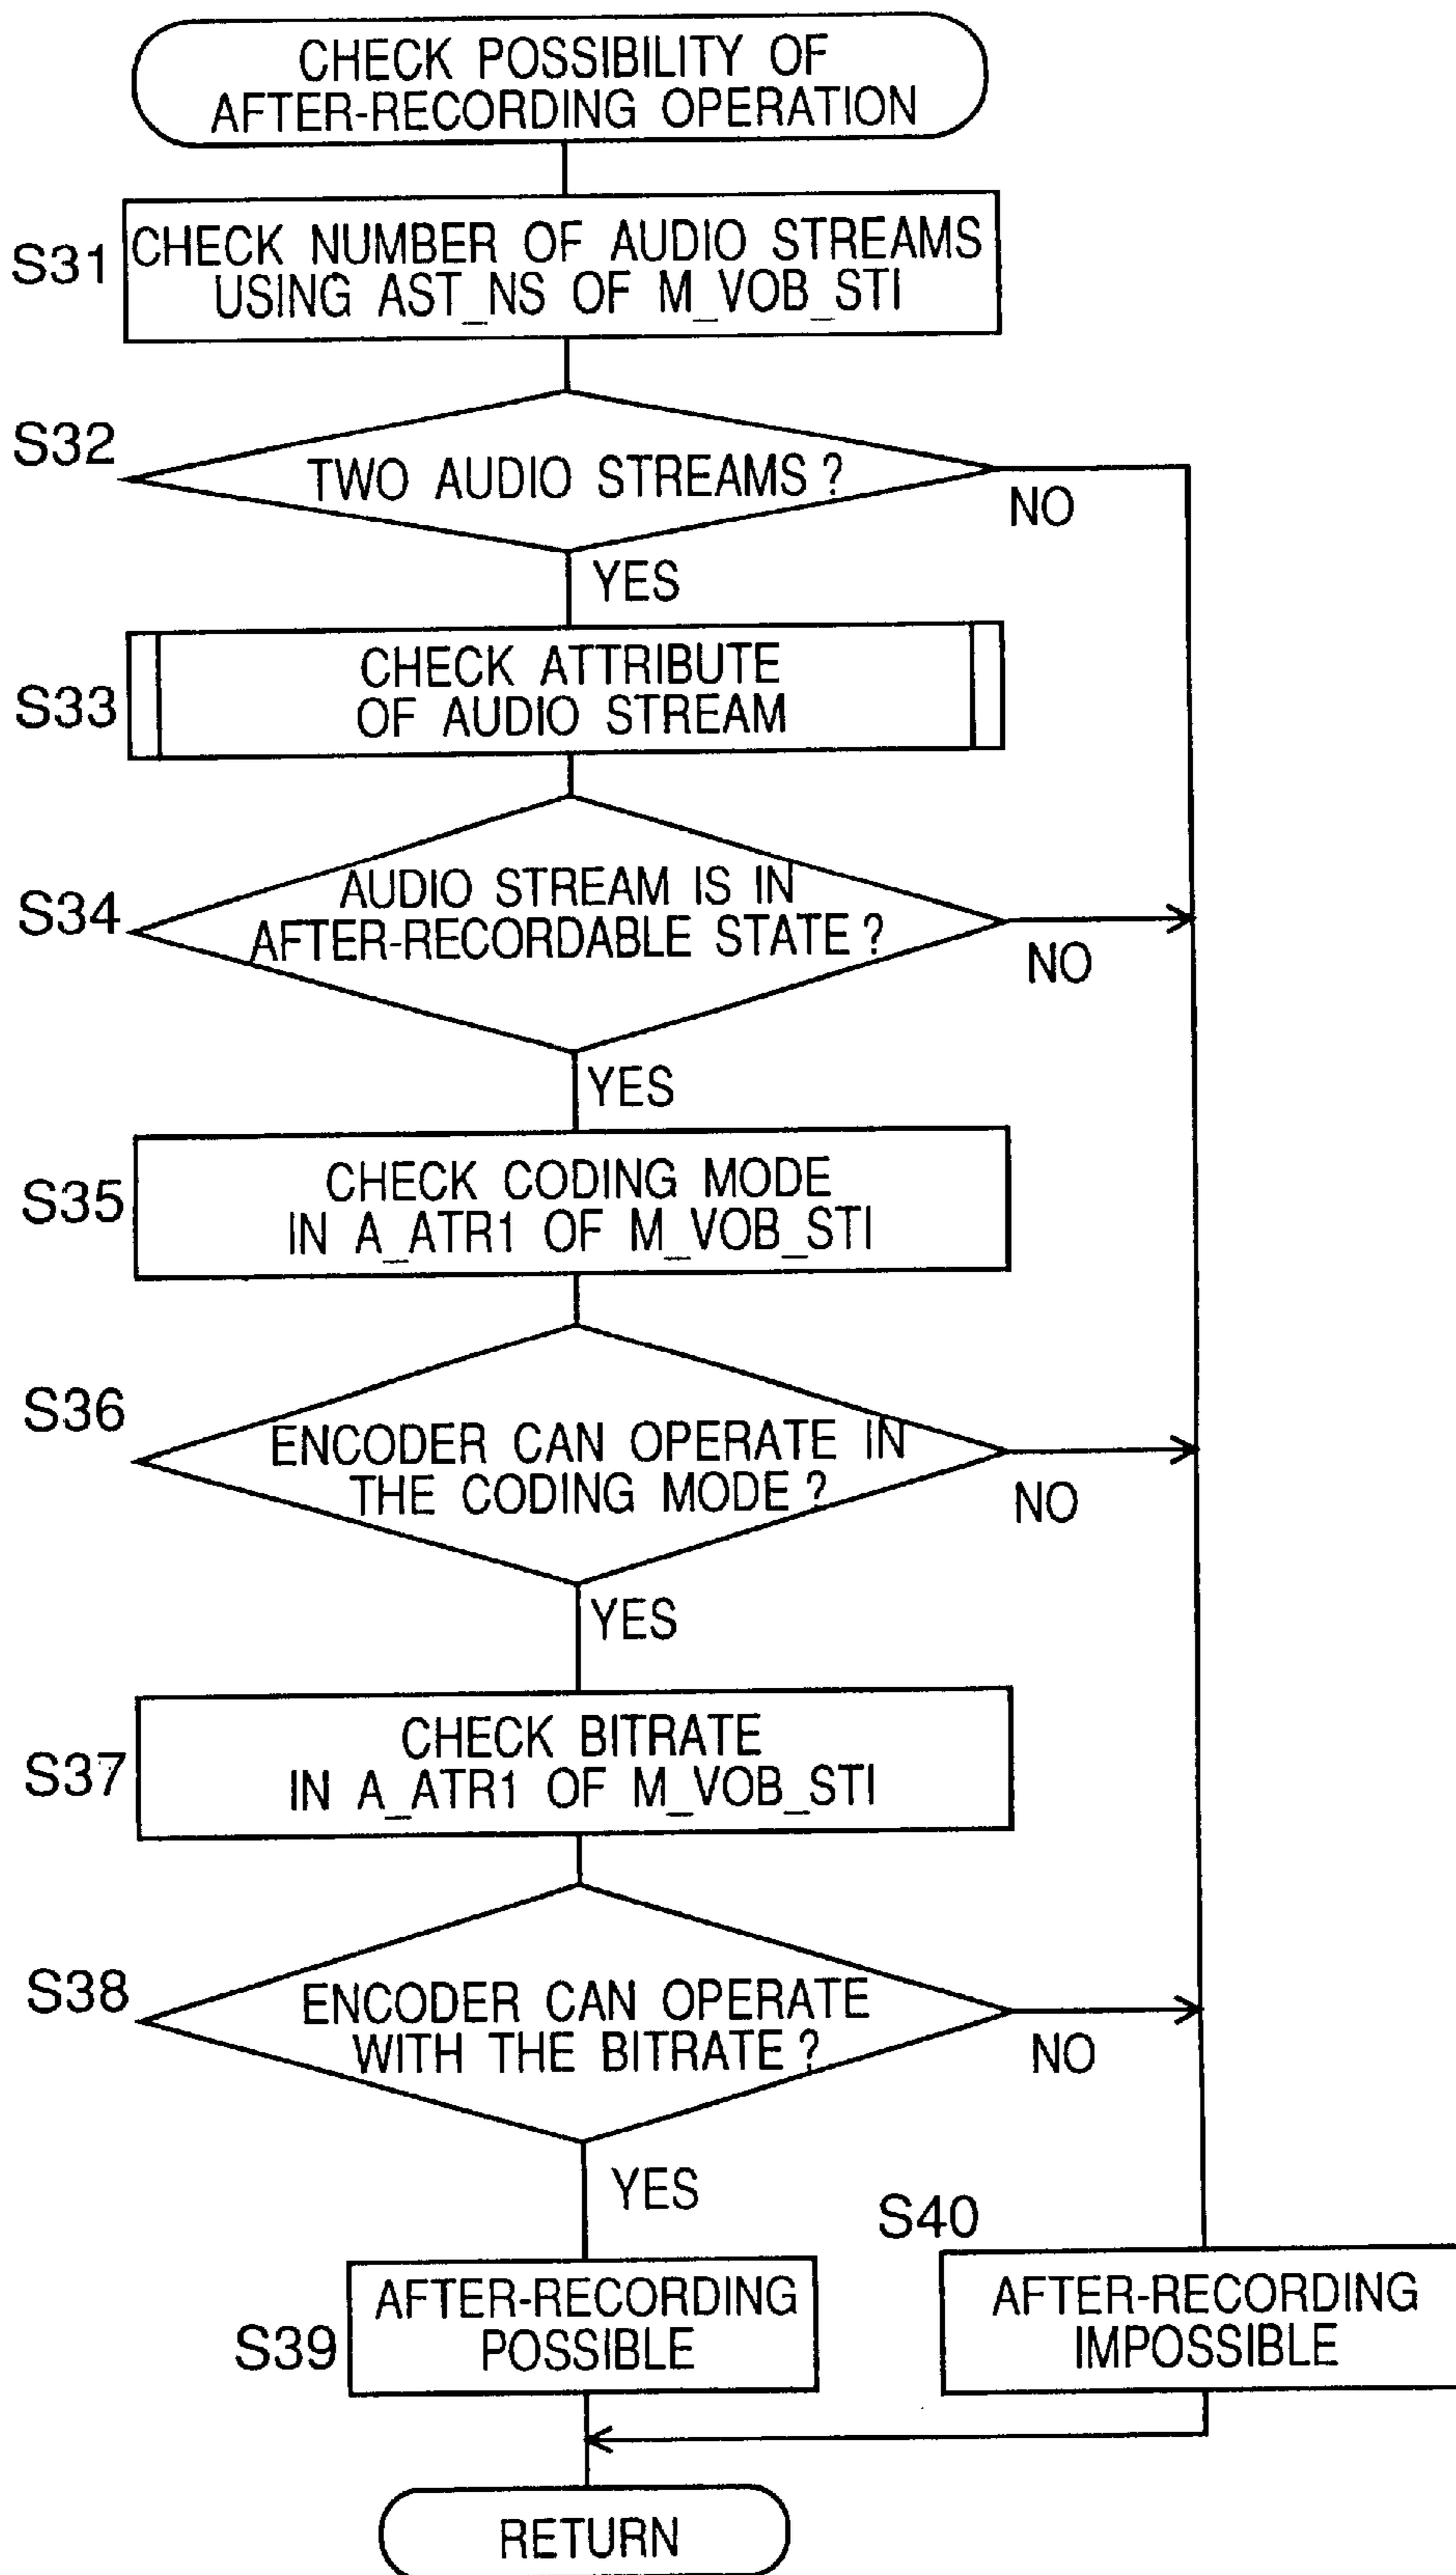 CHECK POSSIBILITY OF
AFTER-RECORDING OPERATION
S31
CHECK NUMBER OF AUDIO STREAMS
USING AST_NS OF M_VOB_STI
S32
TWO AUDIO STREAMS ?
NO
YES
S33
CHECK ATTRIBUTE
OF AUDIO STREAM
S34
AUDIO STREAM IS IN
AFTER-RECORDABLE STATE ?
NO
YES
S35
CHECK CODING MODE
IN A_ATR1 OF M_VOB_STI
S36
ENCODER CAN OPERATE IN
THE CODING MODE ?
NO
YES
S37
CHECK BITRATE
IN A_ATR1 OF M_VOB_STI
S38
ENCODER CAN OPERATE
WITH THE BITRATE ?
NO
YES
S39
AFTER-RECORDING
POSSIBLE
S40
AFTER-RECORDING
IMPOSSIBLE
RETURN